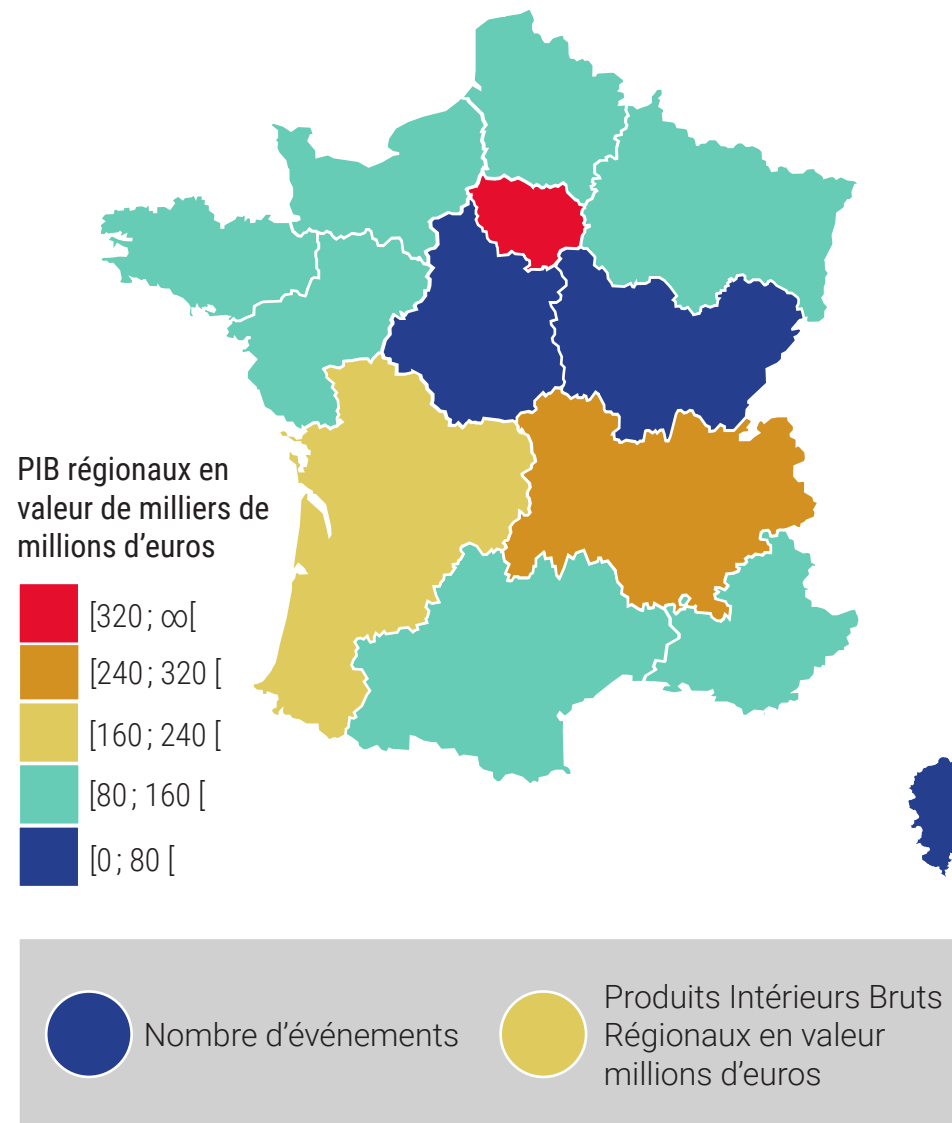 PIB régionaux en
valeur de milliers de
millions d'euros
[320 ; ∞[
[240 ; 320 [
[160 ; 240 [
[80 ; 160 [
[0 ; 80 [
Nombre d'événements
Produits Intérieurs Bruts
Régionaux en valeur
millions d'euros